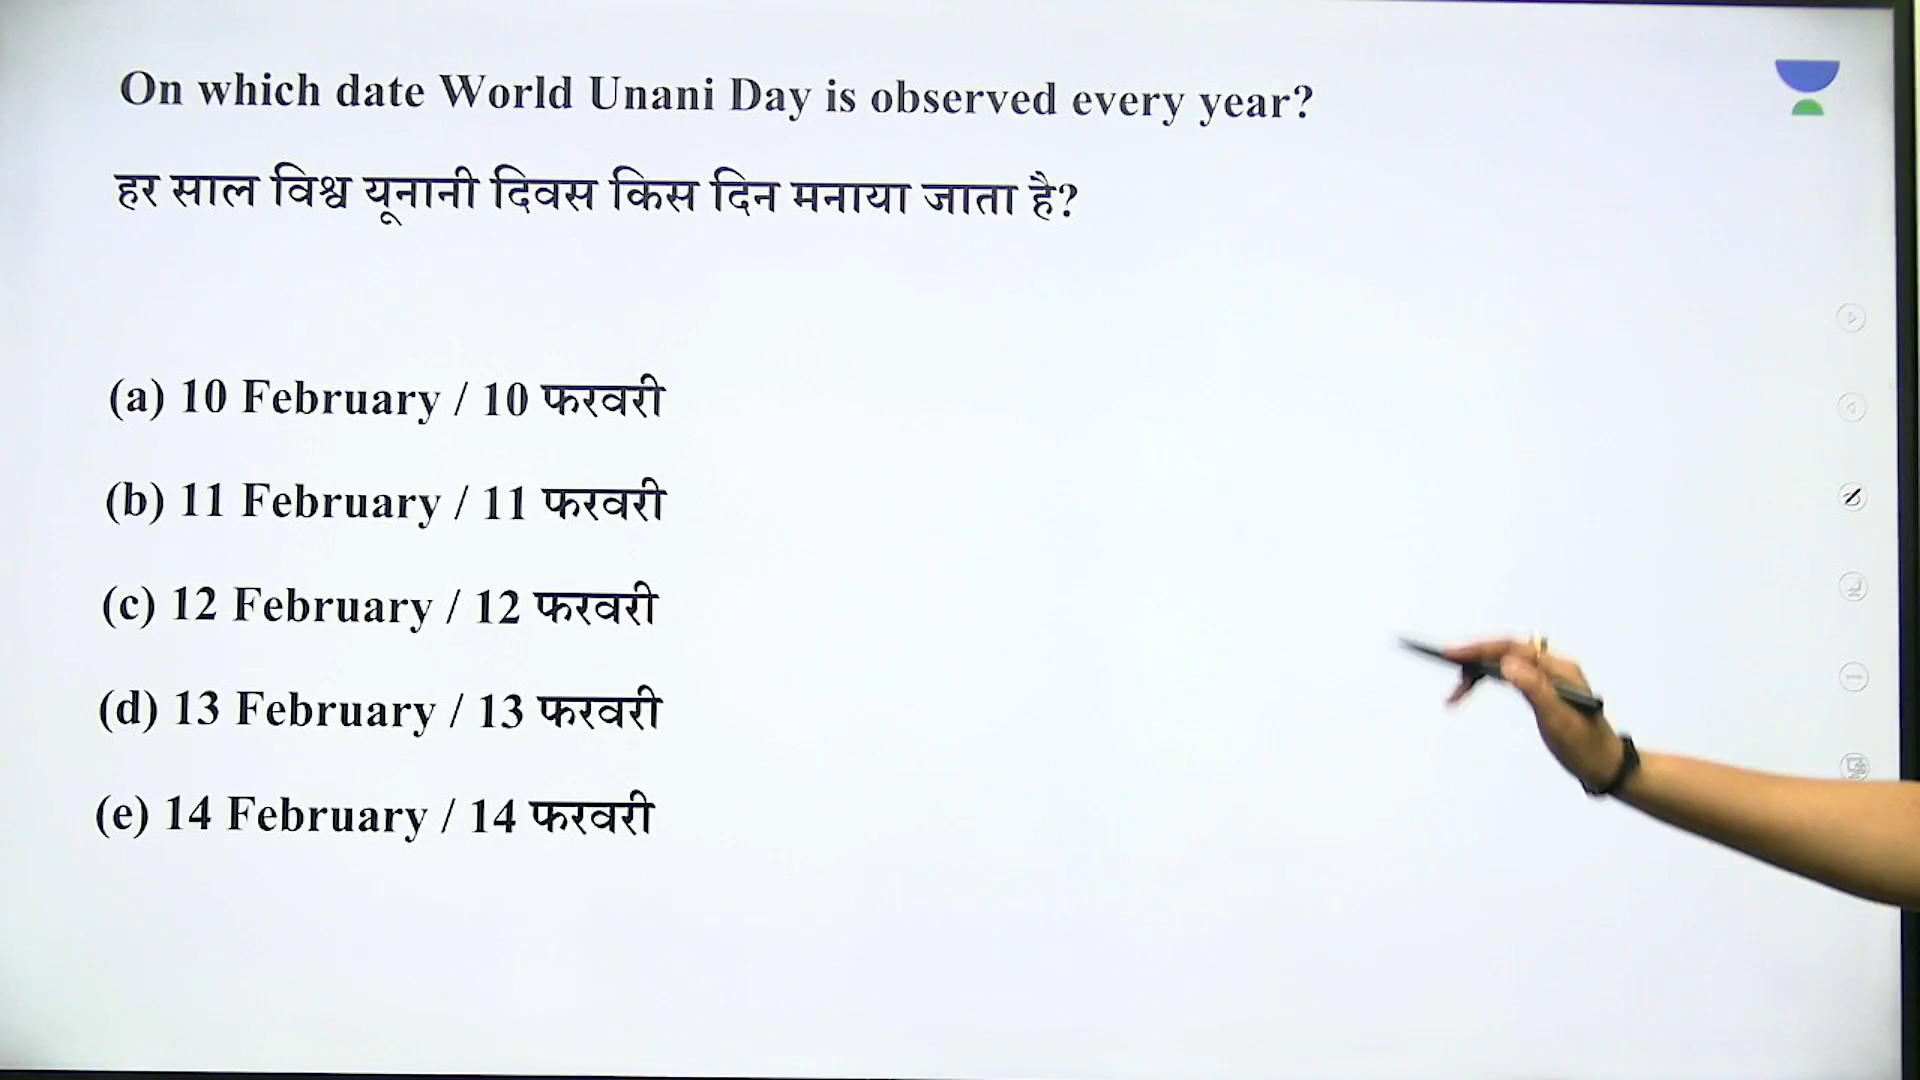 On which date World Unani Day is observed every year?
हर साल विश्व यूनानी दिवस किस दिन मनाया जाता है?
(a) 10 February / 10 फरवरी
(b) 11 February / 11 फरवरी
(c) 12 February / 12 फरवरी
(d) 13 February / 13 फरवरी
(e) 14 February / 14 फरवरी